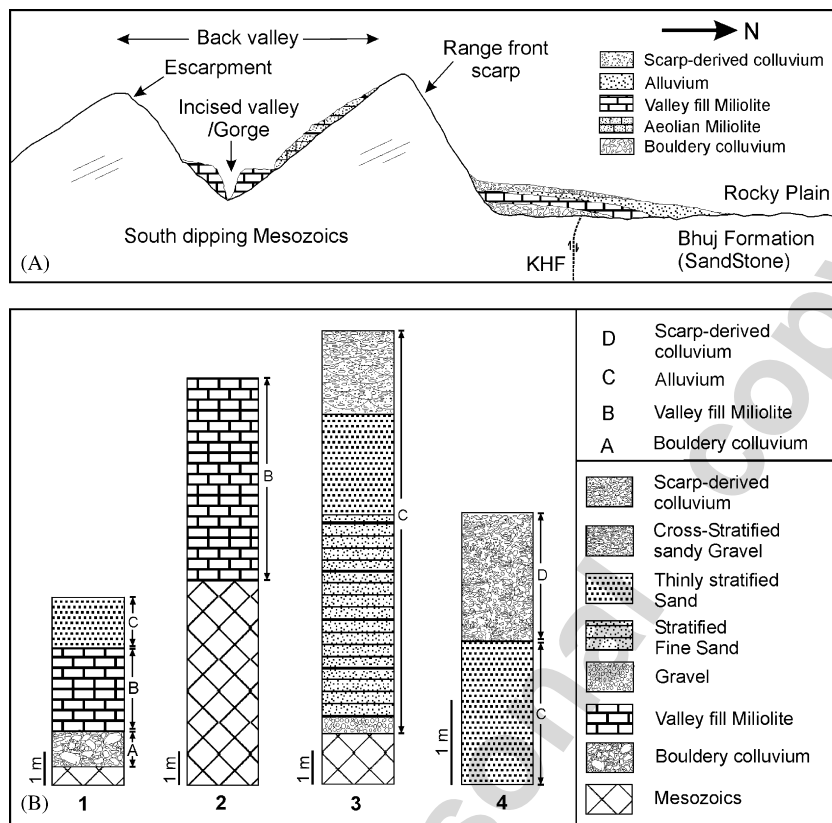 Back valley
N
Escarpment
Range front
scarp
Incised valley
/Gorge
Scarp-derived colluvium
Alluvium
Valley fill Miliolite
Aeolian Miliolite
Bouldery colluvium
Rocky Plain
South dipping Mesozoics
Bhuj Formation
(SandStone)
KHF
(A)
D
Scarp-derived
colluvium
C
Alluvium
B
Valley fill Miliolite
A
Bouldery colluvium
Scarp-derived
colluvium
Cross-Stratified
sandy Gravel
Thinly stratified
Sand
Stratified
Fine Sand
Gravel
Valley fill Miliolite
Bouldery colluvium
Mesozoics
C
B
A
1 m
1
B
1 m
2
C
1 m
3
D
C
1 m
4
(B)
sonal copy